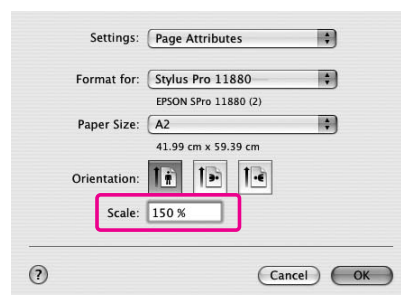 Settings: Page Attributes
Format for: Stylus Pro 11880
EPSON SPro 11880 (2)
Paper Size: A2
41.99 cm x 59.39 cm
Orientation:
Scale: 150 %
? Cancel OK